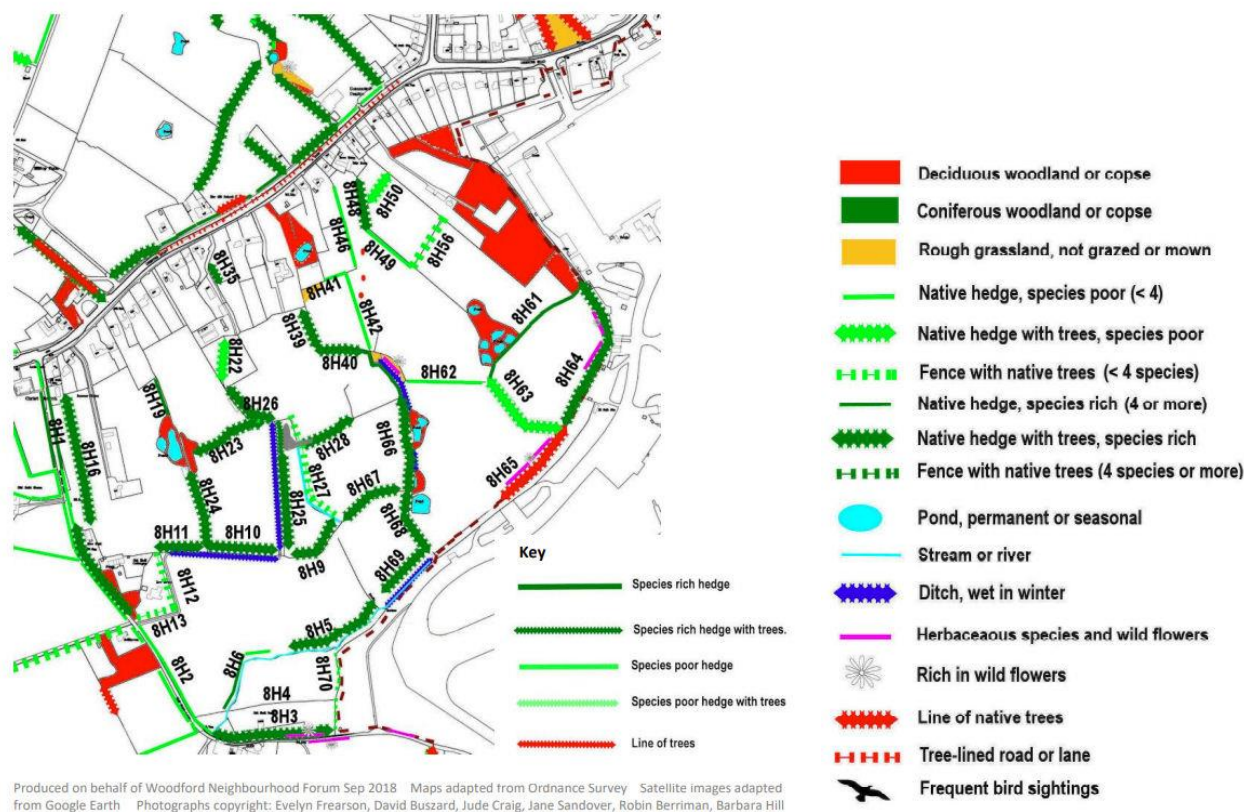 8H50
8H48
8H56
8H46
8H49
8H35
8H41
8H61
8H42
8H39
8H40
8H62
8H64
8H22
8H63
8H19
8H26
8H1
8H16
8H23
8H28
8H66
8H65
8H27
8H67
8H24
8H25
8H68
8H11
8H10
8H9
8H69
8H12
8H13
8H5
8H6
8H70
8H2
8H4
8H3
Key
Species rich hedge
Species rich hedge with trees.
Species poor hedge
Species poor hedge with trees
Line of trees
Deciduous woodland or copse
Coniferous woodland or copse
Rough grassland, not grazed or mown
Native hedge, species poor (< 4)
Native hedge with trees, species poor
Fence with native trees (< 4 species)
Native hedge, species rich (4 or more)
Native hedge with trees, species rich
Fence with native trees (4 species or more)
Pond, permanent or seasonal
Stream or river
Ditch, wet in winter
Herbaceaous species and wild flowers
Rich in wild flowers
Line of native trees
Tree-lined road or lane
Frequent bird sightings
Produced on behalf of Woodford Neighbourhood Forum Sep 2018 Maps adapted from Ordnance Survey Satellite images adapted
from Google Earth Photographs copyright: Evelyn Frearson, David Buszard, Jude Craig, Jane Sandover, Robin Berriman, Barbara Hill